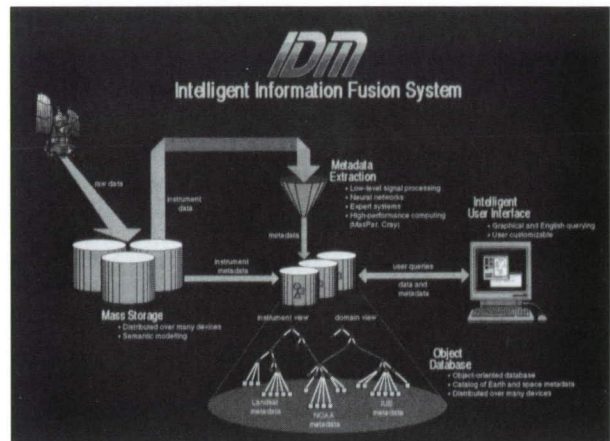 IDM
Intelligent Information Fusion System
raw data
instrument
data
Metadata
Extraction
• Low-level signal processing
• Neural networks
• Expert systems
• High-performance computing
(MasPar, Cray)
metadata
Intelligent
User Interface
• Graphical and English querying
• User customizable
instrument
metadata
user queries
data and
metadata
Mass Storage
• Distributed over many devices
• Semantic modelling
instrument view
domain view
Object
Database
• Object-oriented database
• Catalog of Earth and space metadata
• Distributed over many devices
Landsat
metadata
NOAA
metadata
metadata